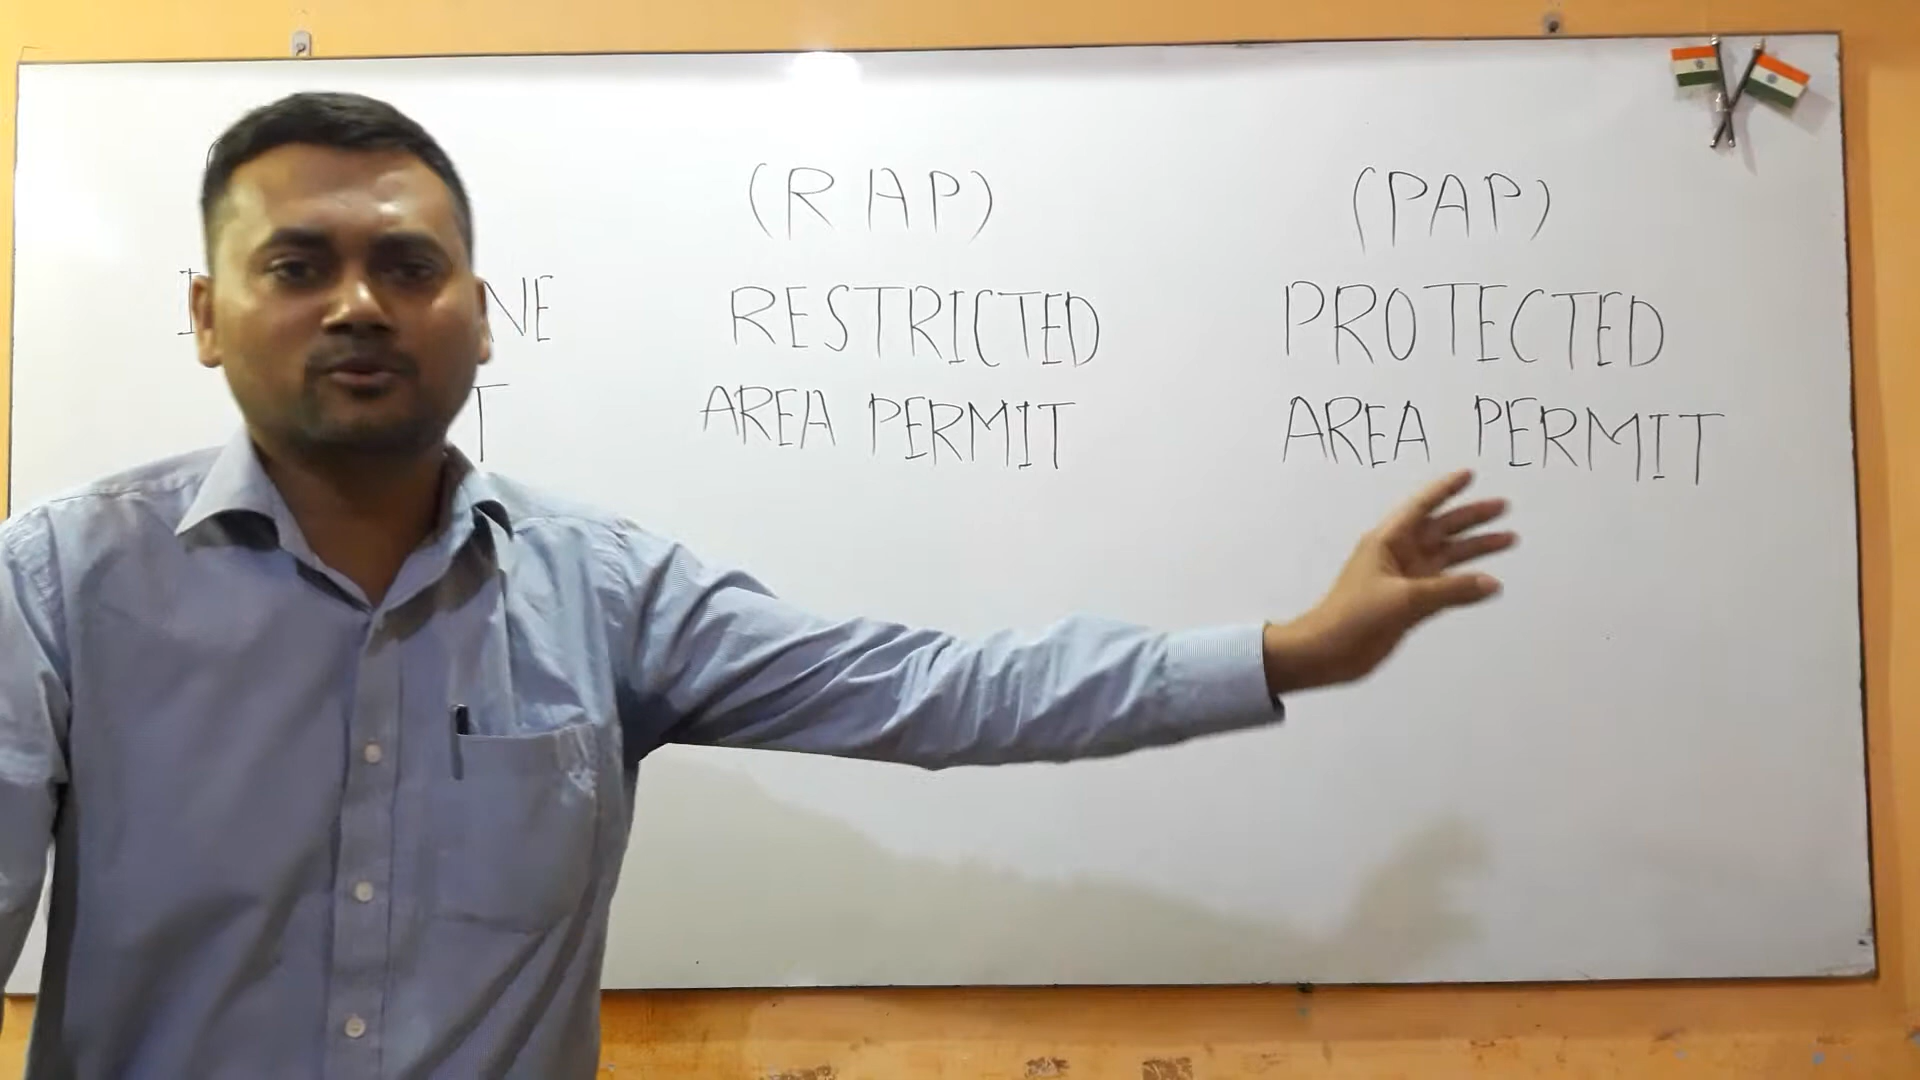 (RAP)
RESTRICTED
AREA PERMIT
(PAP)
PROTECTED
AREA PERMIT